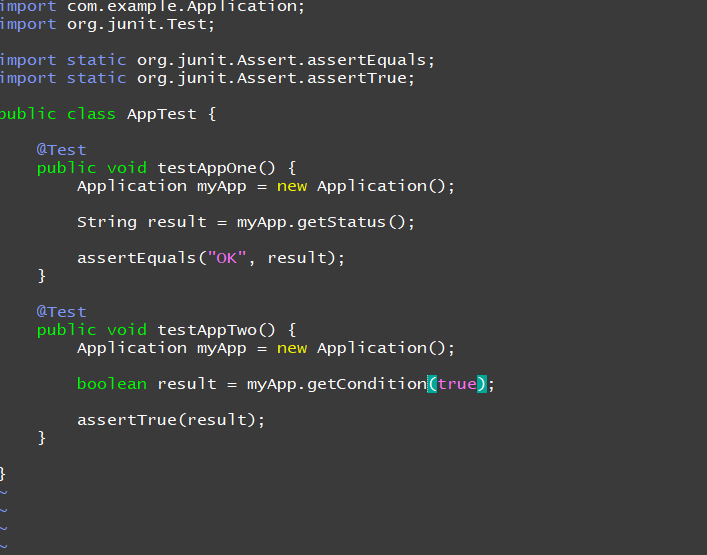 import com.example.Application;
import org.junit.Test;
import static org.junit.Assert.assertEquals;
import static org.junit.Assert.assertTrue;
public class AppTest {
@Test
public void testAppOne() {
Application myApp = new Application();
String result = myApp.getStatus();
assertEquals("OK", result);
}
@Test
public void testAppTwo() {
Application myApp = new Application();
boolean result = myApp.getCondition(true);
assertTrue(result);
}
}
~
~
~
~